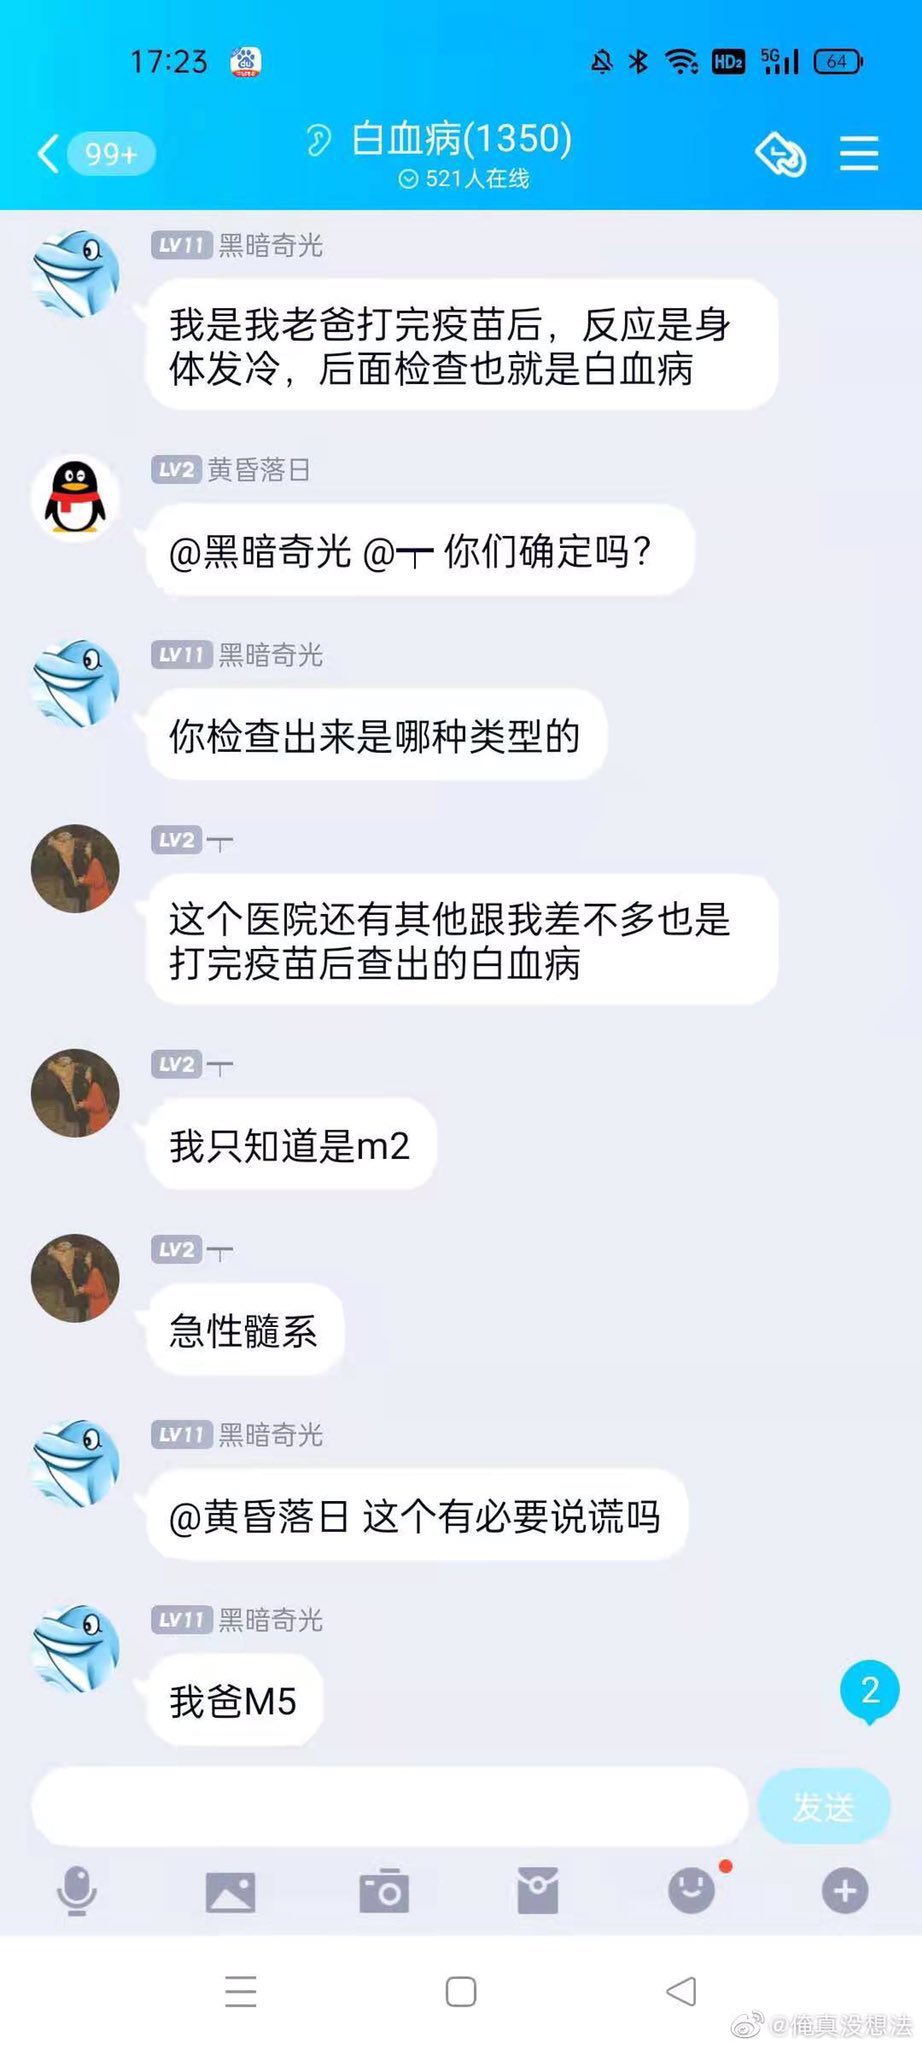 17:23
HD2
5G
64
99+
白血病(1350)
521人在线
LV11 黑暗奇光
我是我老爸打完疫苗后，反应是身
体发冷，后面检查也就是白血病
LV2 黄昏落日
@黑暗奇光 @┳ 你们确定吗？
LV11 黑暗奇光
你检查出来是哪种类型的
LV2 ┳
这个医院还有其他跟我差不多也是
打完疫苗后查出的白血病
LV2 ┳
我只知道是m2
LV2 ┳
急性髓系
LV11 黑暗奇光
@黄昏落日 这个有必要说谎吗
LV11 黑暗奇光
我爸M5
2
发送
@俺真没想法